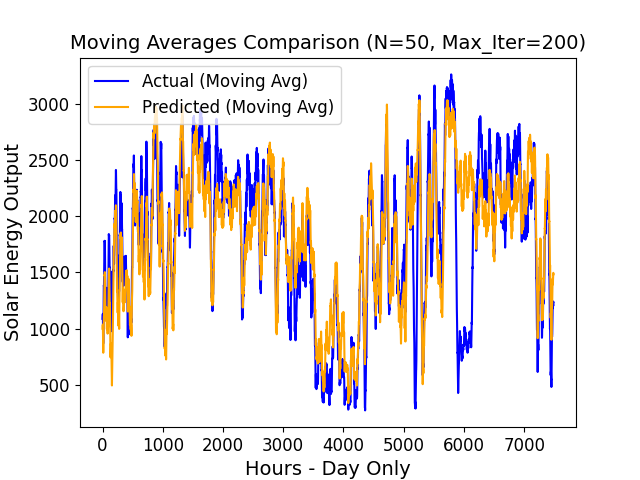 Moving Averages Comparison (N=50, Max_Iter=200)
Actual (Moving Avg)
Predicted (Moving Avg)
Solar Energy Output
3000
2500
2000
1500
1000
500
0 1000 2000 3000 4000 5000 6000 7000
Hours - Day Only